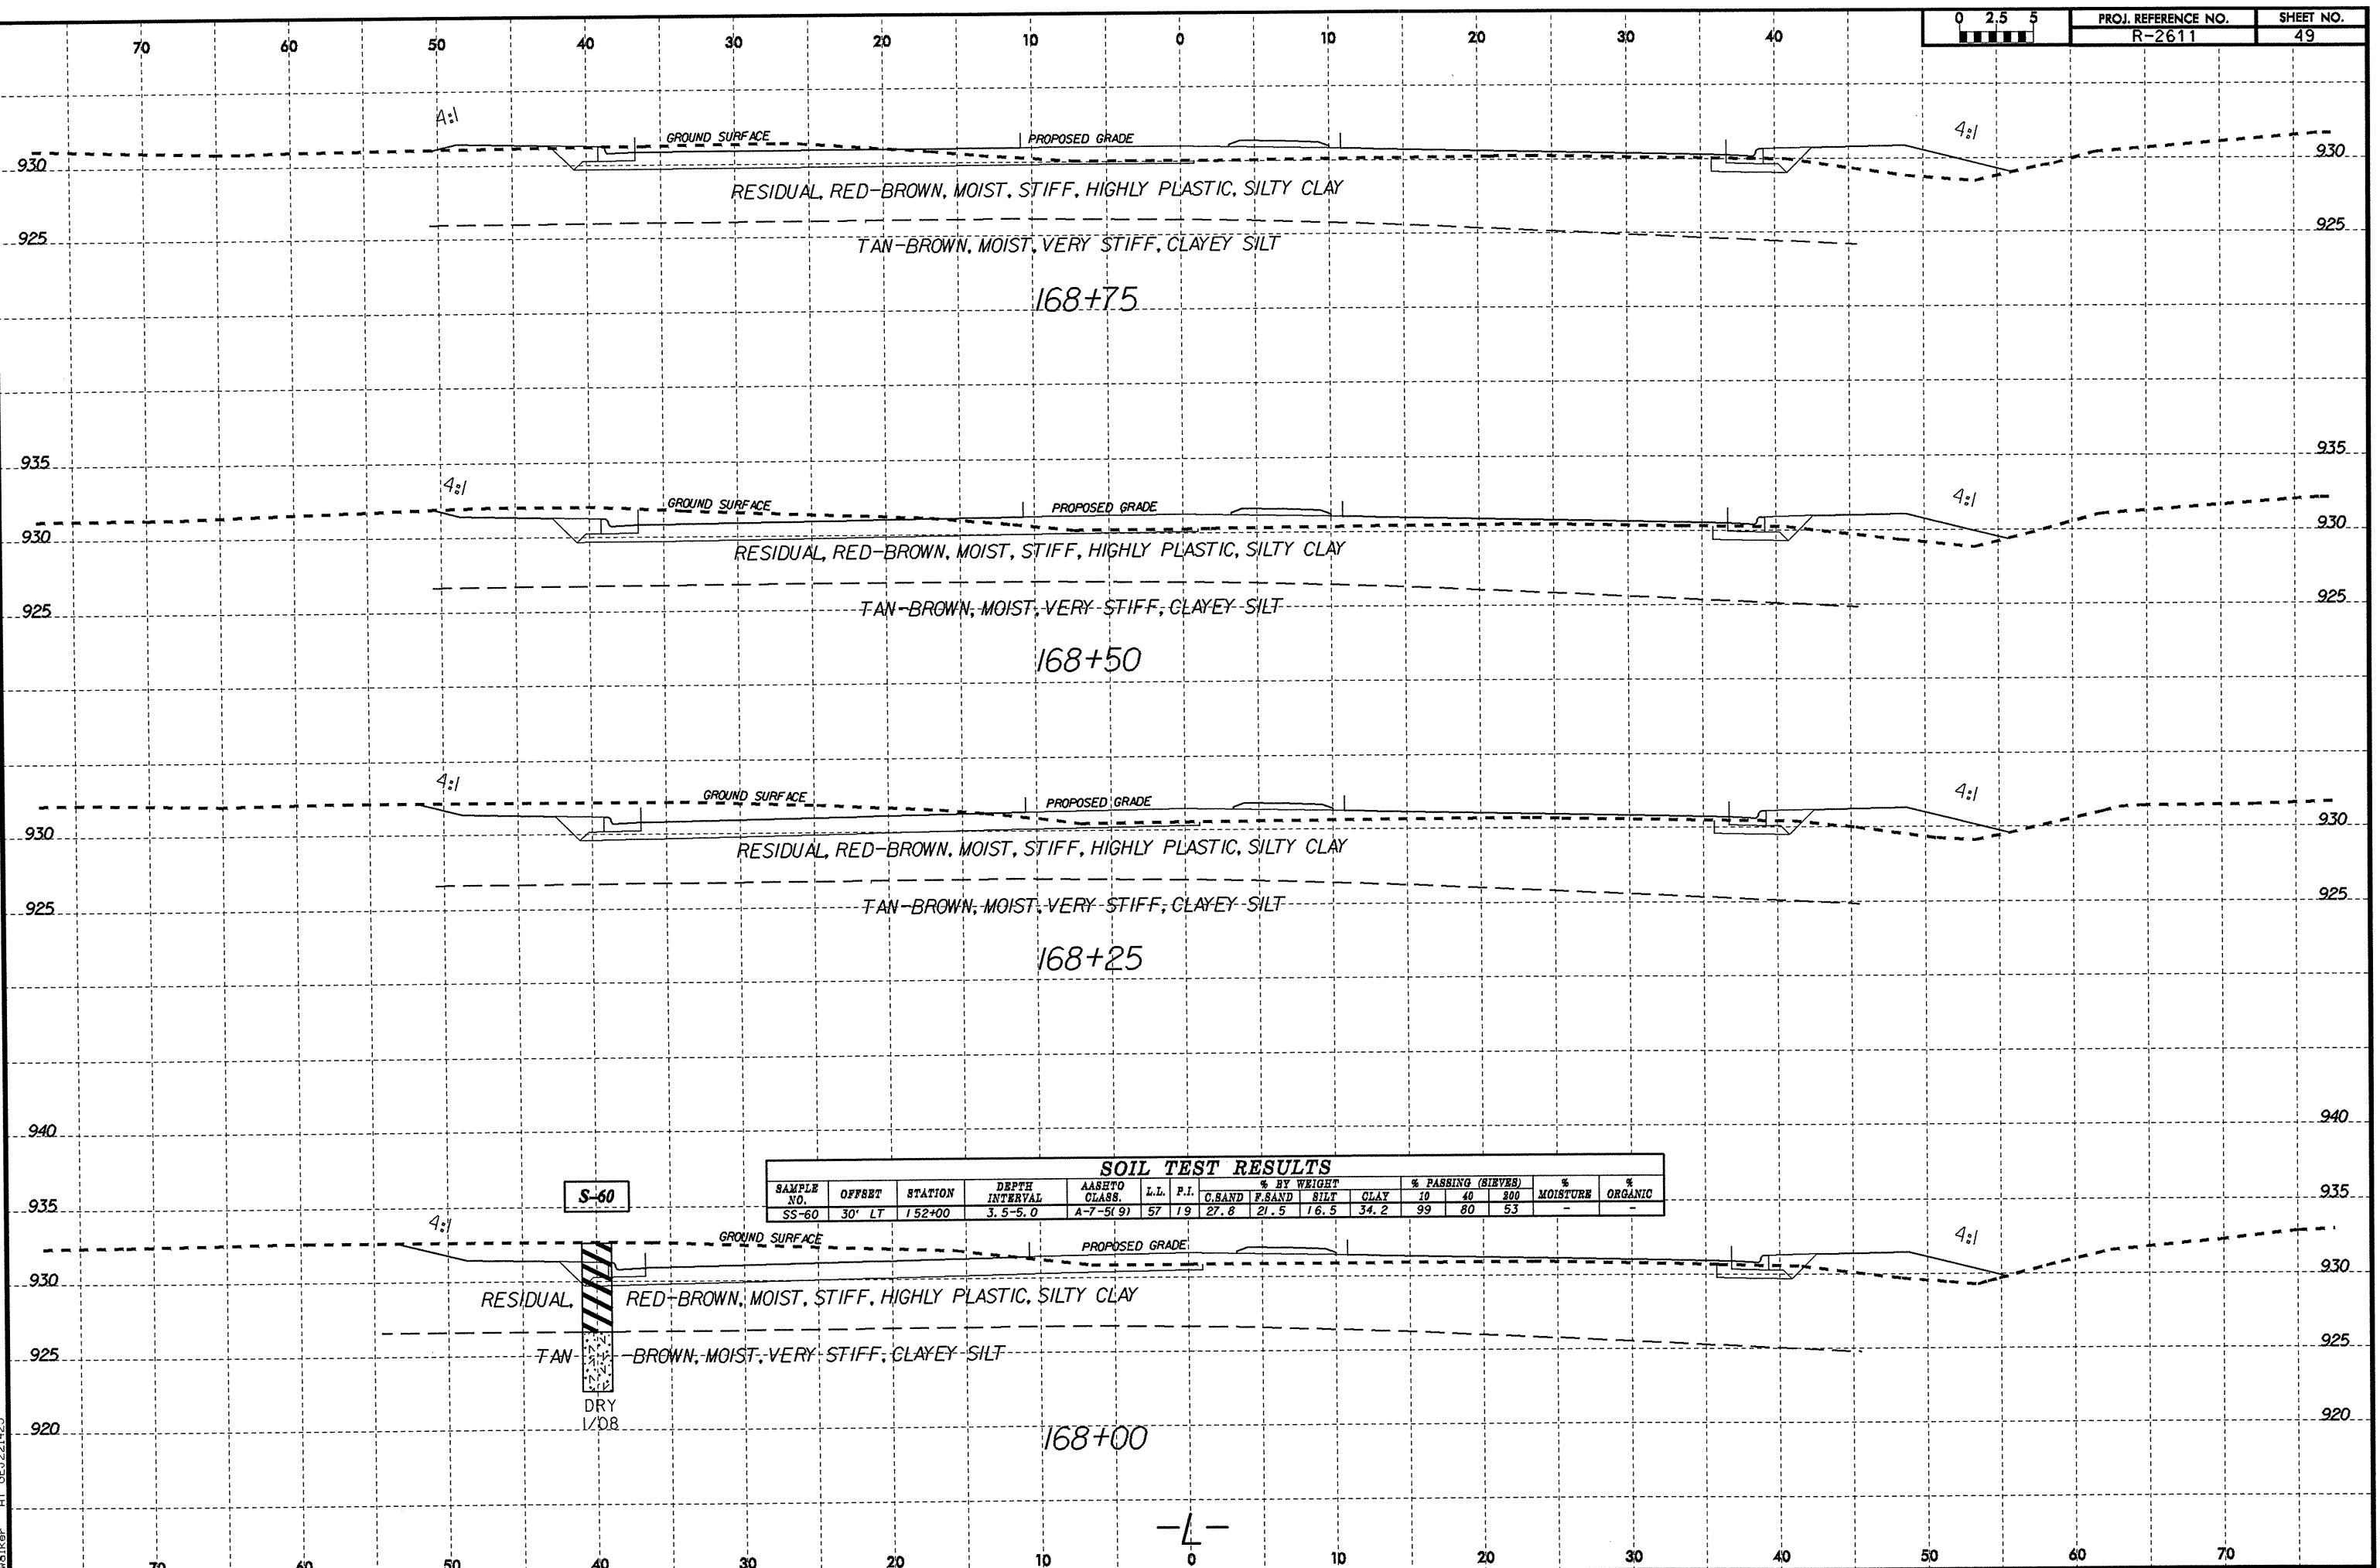 0 2.5 5 PROJ. REFERENCE NO. SHEET NO.
R-2611 49
70 60 50 40 30 20 10 0 10 20 30 40
4:1 GROUND SURFACE PROPOSED GRADE 4:1
930 930
RESIDUAL, RED-BROWN, MOIST, STIFF, HIGHLY PLASTIC, SILTY CLAY
925 925
TAN-BROWN, MOIST, VERY STIFF, CLAYEY SILT
168+75
935 935
4:1 GROUND SURFACE PROPOSED GRADE 4:1
930 930
RESIDUAL, RED-BROWN, MOIST, STIFF, HIGHLY PLASTIC, SILTY CLAY
925 925
TAN-BROWN, MOIST, VERY STIFF, CLAYEY SILT
168+50
4:1 GROUND SURFACE PROPOSED GRADE 4:1
930 930
RESIDUAL, RED-BROWN, MOIST, STIFF, HIGHLY PLASTIC, SILTY CLAY
925 925
TAN-BROWN, MOIST, VERY STIFF, CLAYEY SILT
168+25
940 940
SOIL TEST RESULTS
SAMPLE NO. OFFSET STATION DEPTH INTERVAL AASHTO CLASS. L.L. P.I. % BY WEIGHT C.SAND F.SAND SILT CLAY % PASSING (SIEVES) 10 40 200 % MOISTURE % ORGANIC
SS-60 30' LT 152+00 3.5-5.0 A-7-5(9) 57 19 27.8 21.5 16.5 34.2 99 80 53 - -
S-60
935 935
4:1 GROUND SURFACE PROPOSED GRADE 4:1
930 930
RESIDUAL, RED-BROWN, MOIST, STIFF, HIGHLY PLASTIC, SILTY CLAY
925 925
TAN-BROWN, MOIST, VERY STIFF, CLAYEY SILT
DRY
1/08
920 920
168+00
-L-
70 60 50 40 30 20 10 0 10 20 30 40 50 60 70